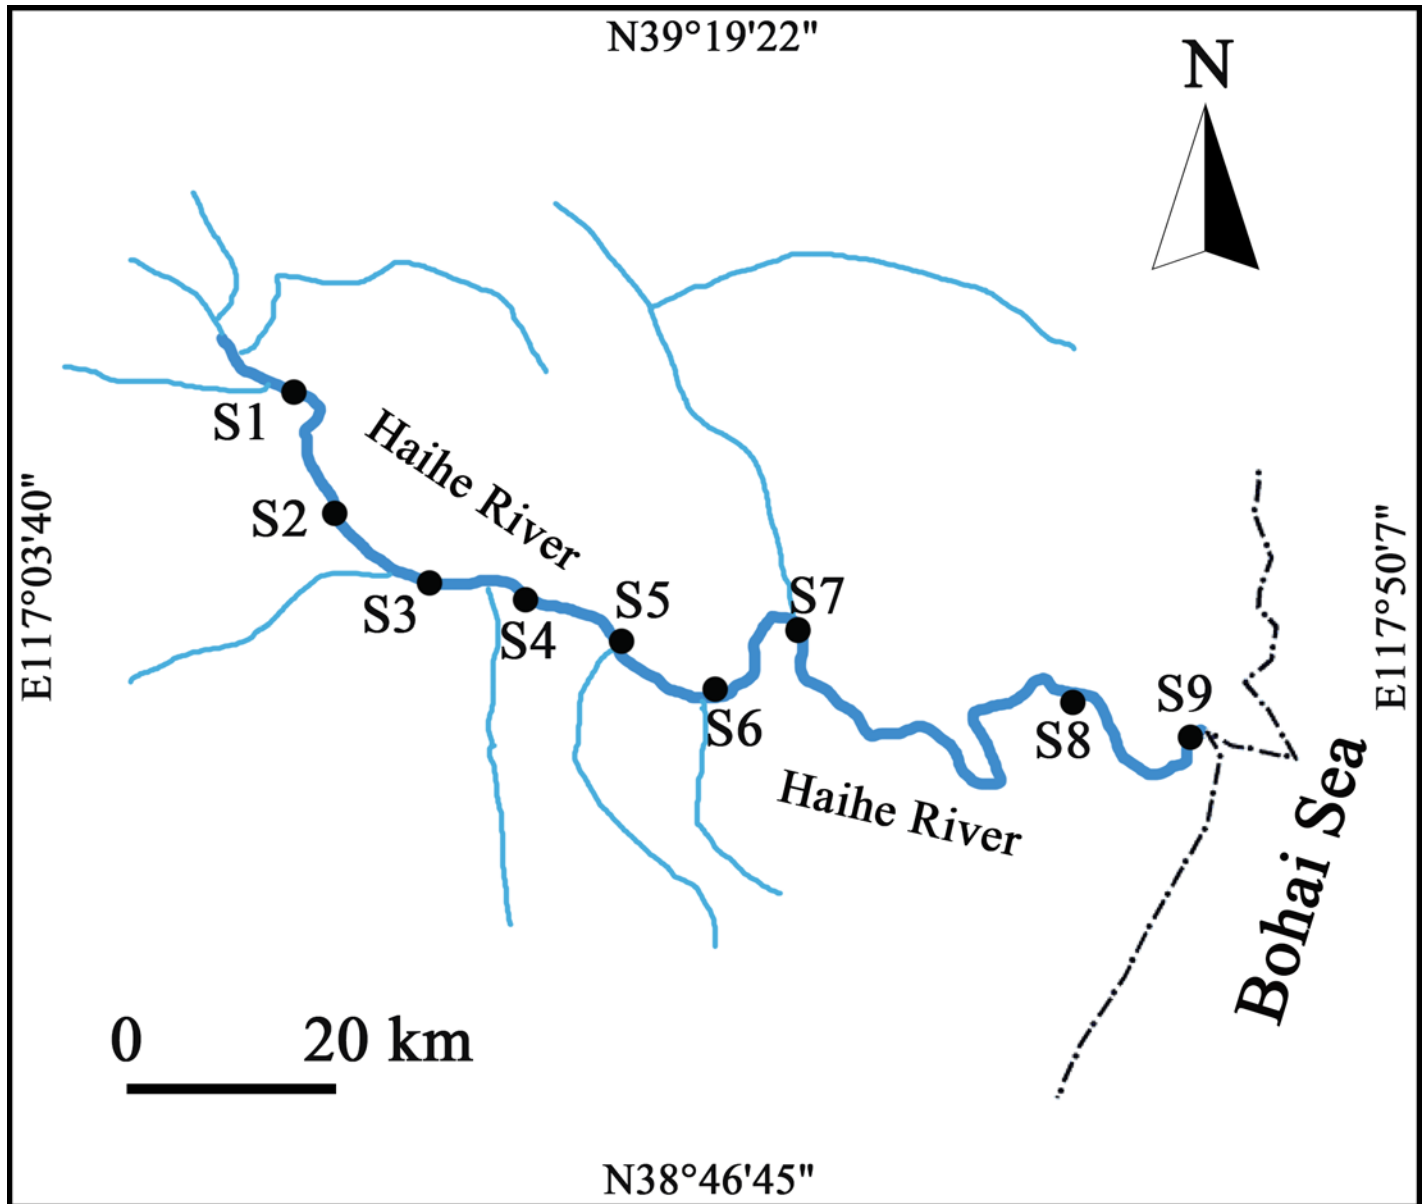 N39°19'22"
N
S1
Haihe River
S2
E117°03'40"
E117°50'7"
S3
S4
S5
S7
S6
S8
S9
Haihe River
Bohai Sea
0 20 km
N38°46'45"